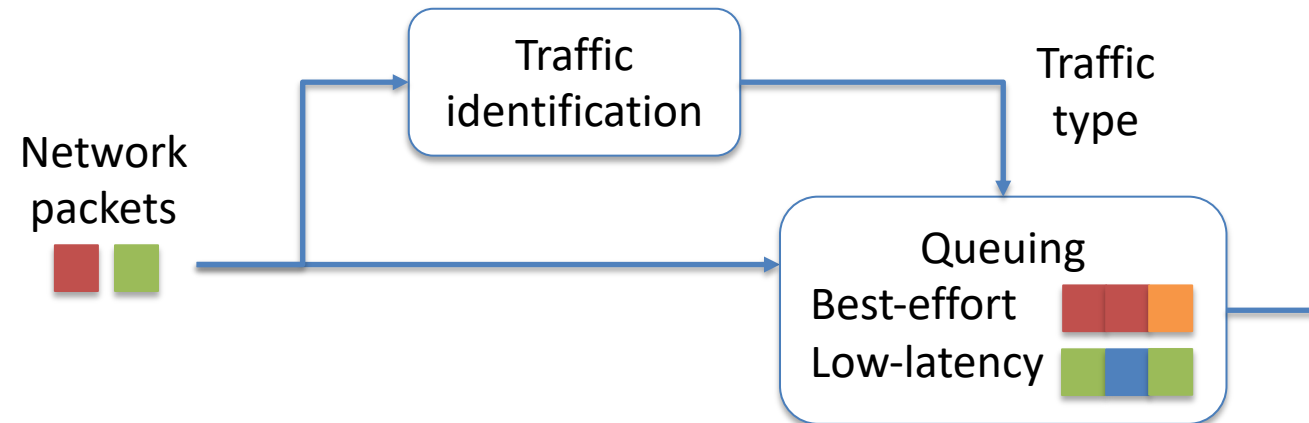 Network
packets
Traffic
identification
Traffic
type
Queuing
Best-effort
Low-latency